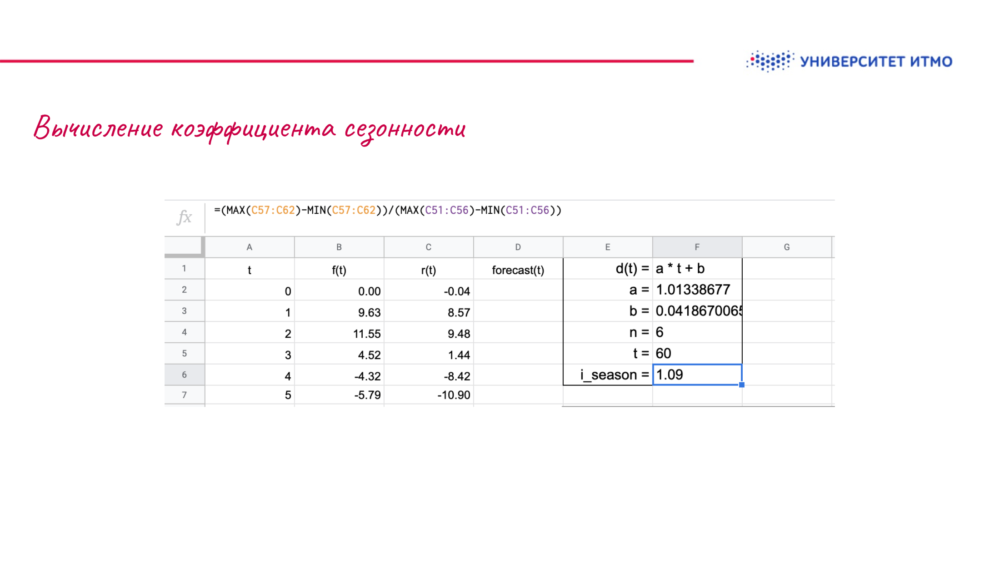 УНИВЕРСИТЕТ ИТМО
Вычисление коэффициента сезонности
fx =(MAX(C57:C62)-MIN(C57:C62))/(MAX(C51:C56)-MIN(C51:C56))
A B C D E F G
1 t f(t) r(t) forecast(t) d(t) = a * t + b
2 0 0.00 -0.04 a = 1.01338677
3 1 9.63 8.57 b = 0.0418670065
4 2 11.55 9.48 n = 6
5 3 4.52 1.44 t = 60
6 4 -4.32 -8.42 i_season = 1.09
7 5 -5.79 -10.90